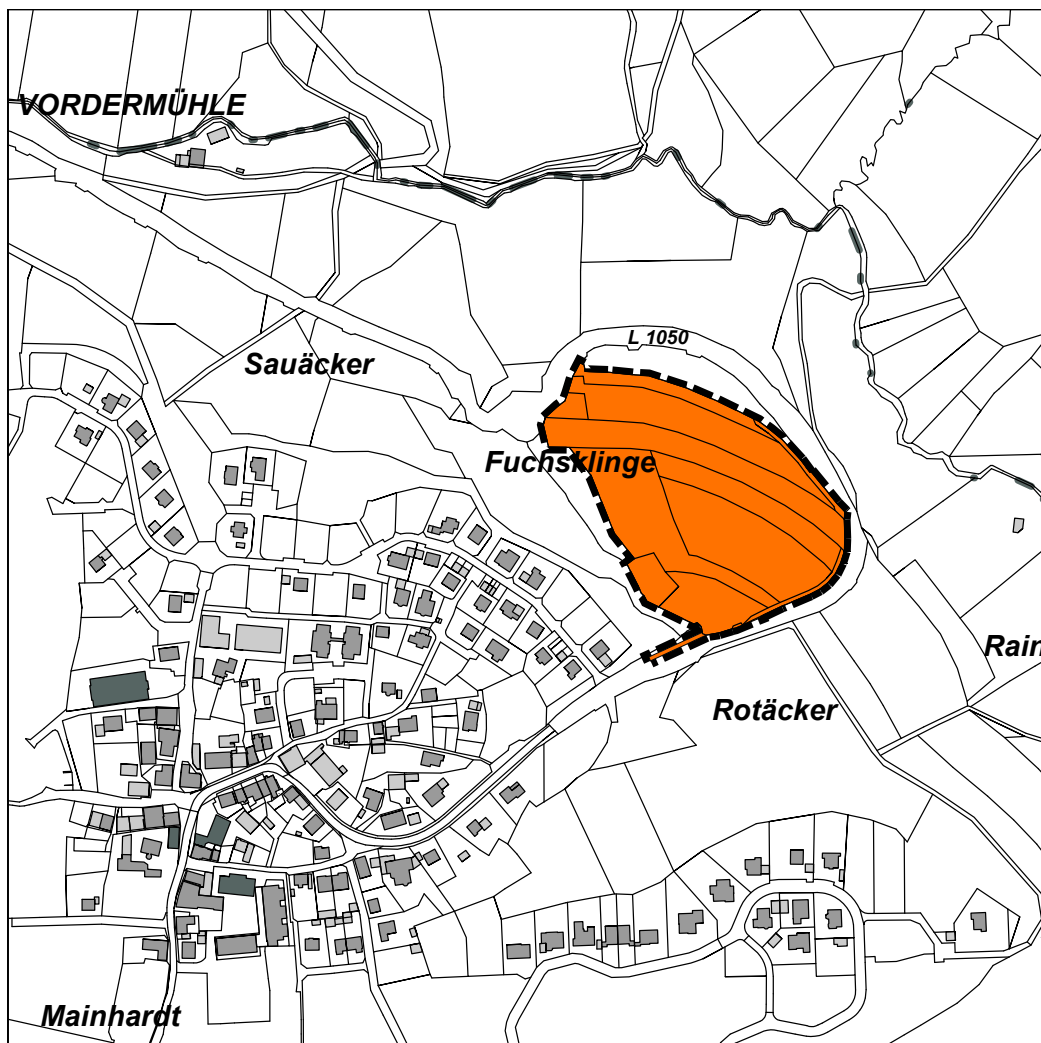 VORDERMÜHLE
L 1050
Sauäcker
Fuchsklinge
Rain
Rotäcker
Mainhardt